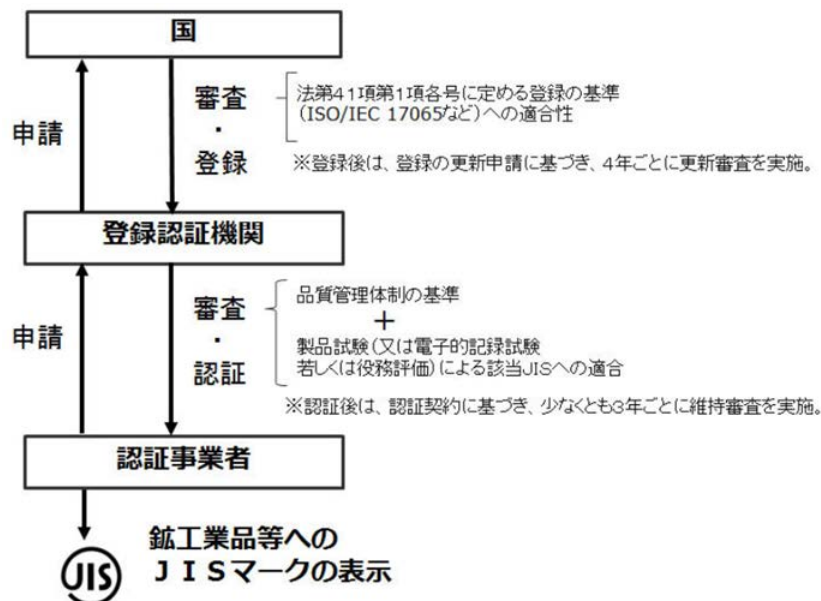 国
申請
審査
・
登録
法第41項第1項各号に定める登録の基準
(ISO/IEC 17065など)への適合性
※登録後は、登録の更新申請に基づき、4年ごとに更新審査を実施。
登録認証機関
申請
審査
・
認証
品質管理体制の基準
＋
製品試験(又は電子的記録試験
若しくは役務評価)による該当JISへの適合
※認証後は、認証契約に基づき、少なくとも3年ごとに維持審査を実施。
認証事業者
鉱工業品等への
ＪＩＳマークの表示
JIS